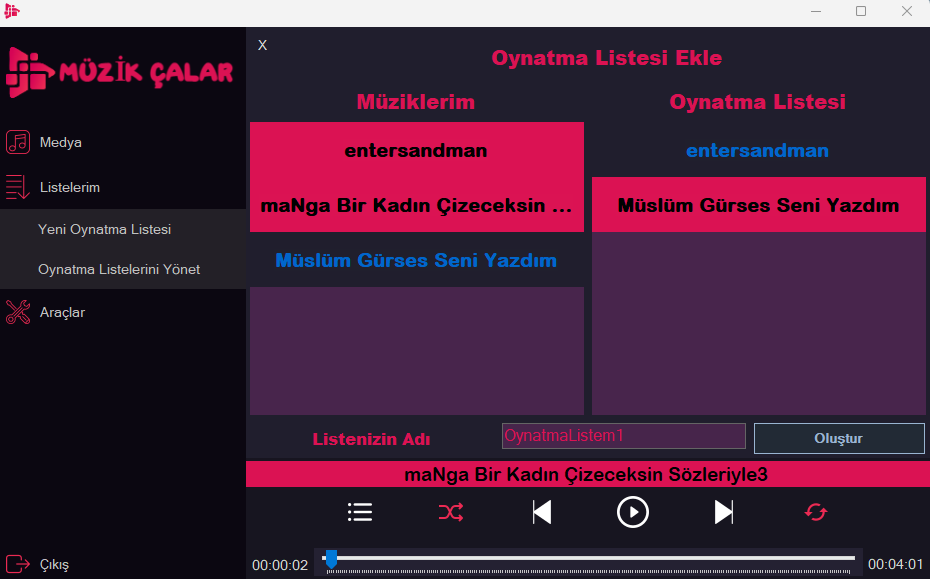 MÜZİK ÇALAR
Medya
Listelerim
Yeni Oynatma Listesi
Oynatma Listelerini Yönet
Araçlar
Çıkış
X
Oynatma Listesi Ekle
Müziklerim
entersandman
maNga Bir Kadın Çizeceksin ...
Müslüm Gürses Seni Yazdım
Oynatma Listesi
entersandman
Müslüm Gürses Seni Yazdım
Listenizin Adı
OynatmaListem1
Oluştur
maNga Bir Kadın Çizeceksin Sözleriyle3
00:00:02
00:04:01